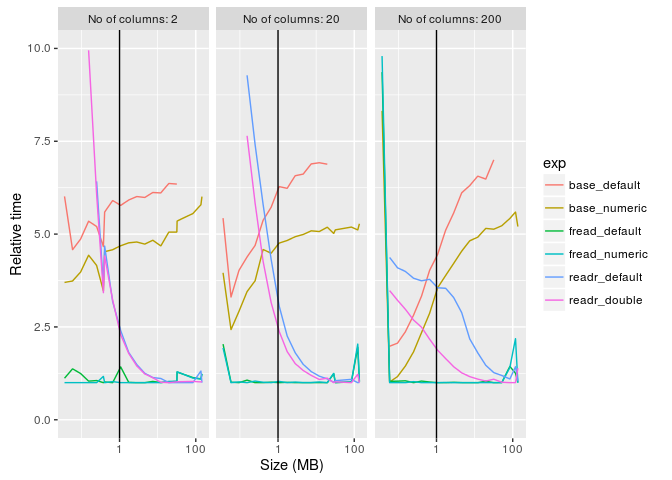 No of columns: 2 No of columns: 20 No of columns: 200
10.0
7.5
5.0
2.5
0.0
Relative time
1 100 1 100 1 100
Size (MB)
exp
base_default
base_numeric
fread_default
fread_numeric
readr_default
readr_double